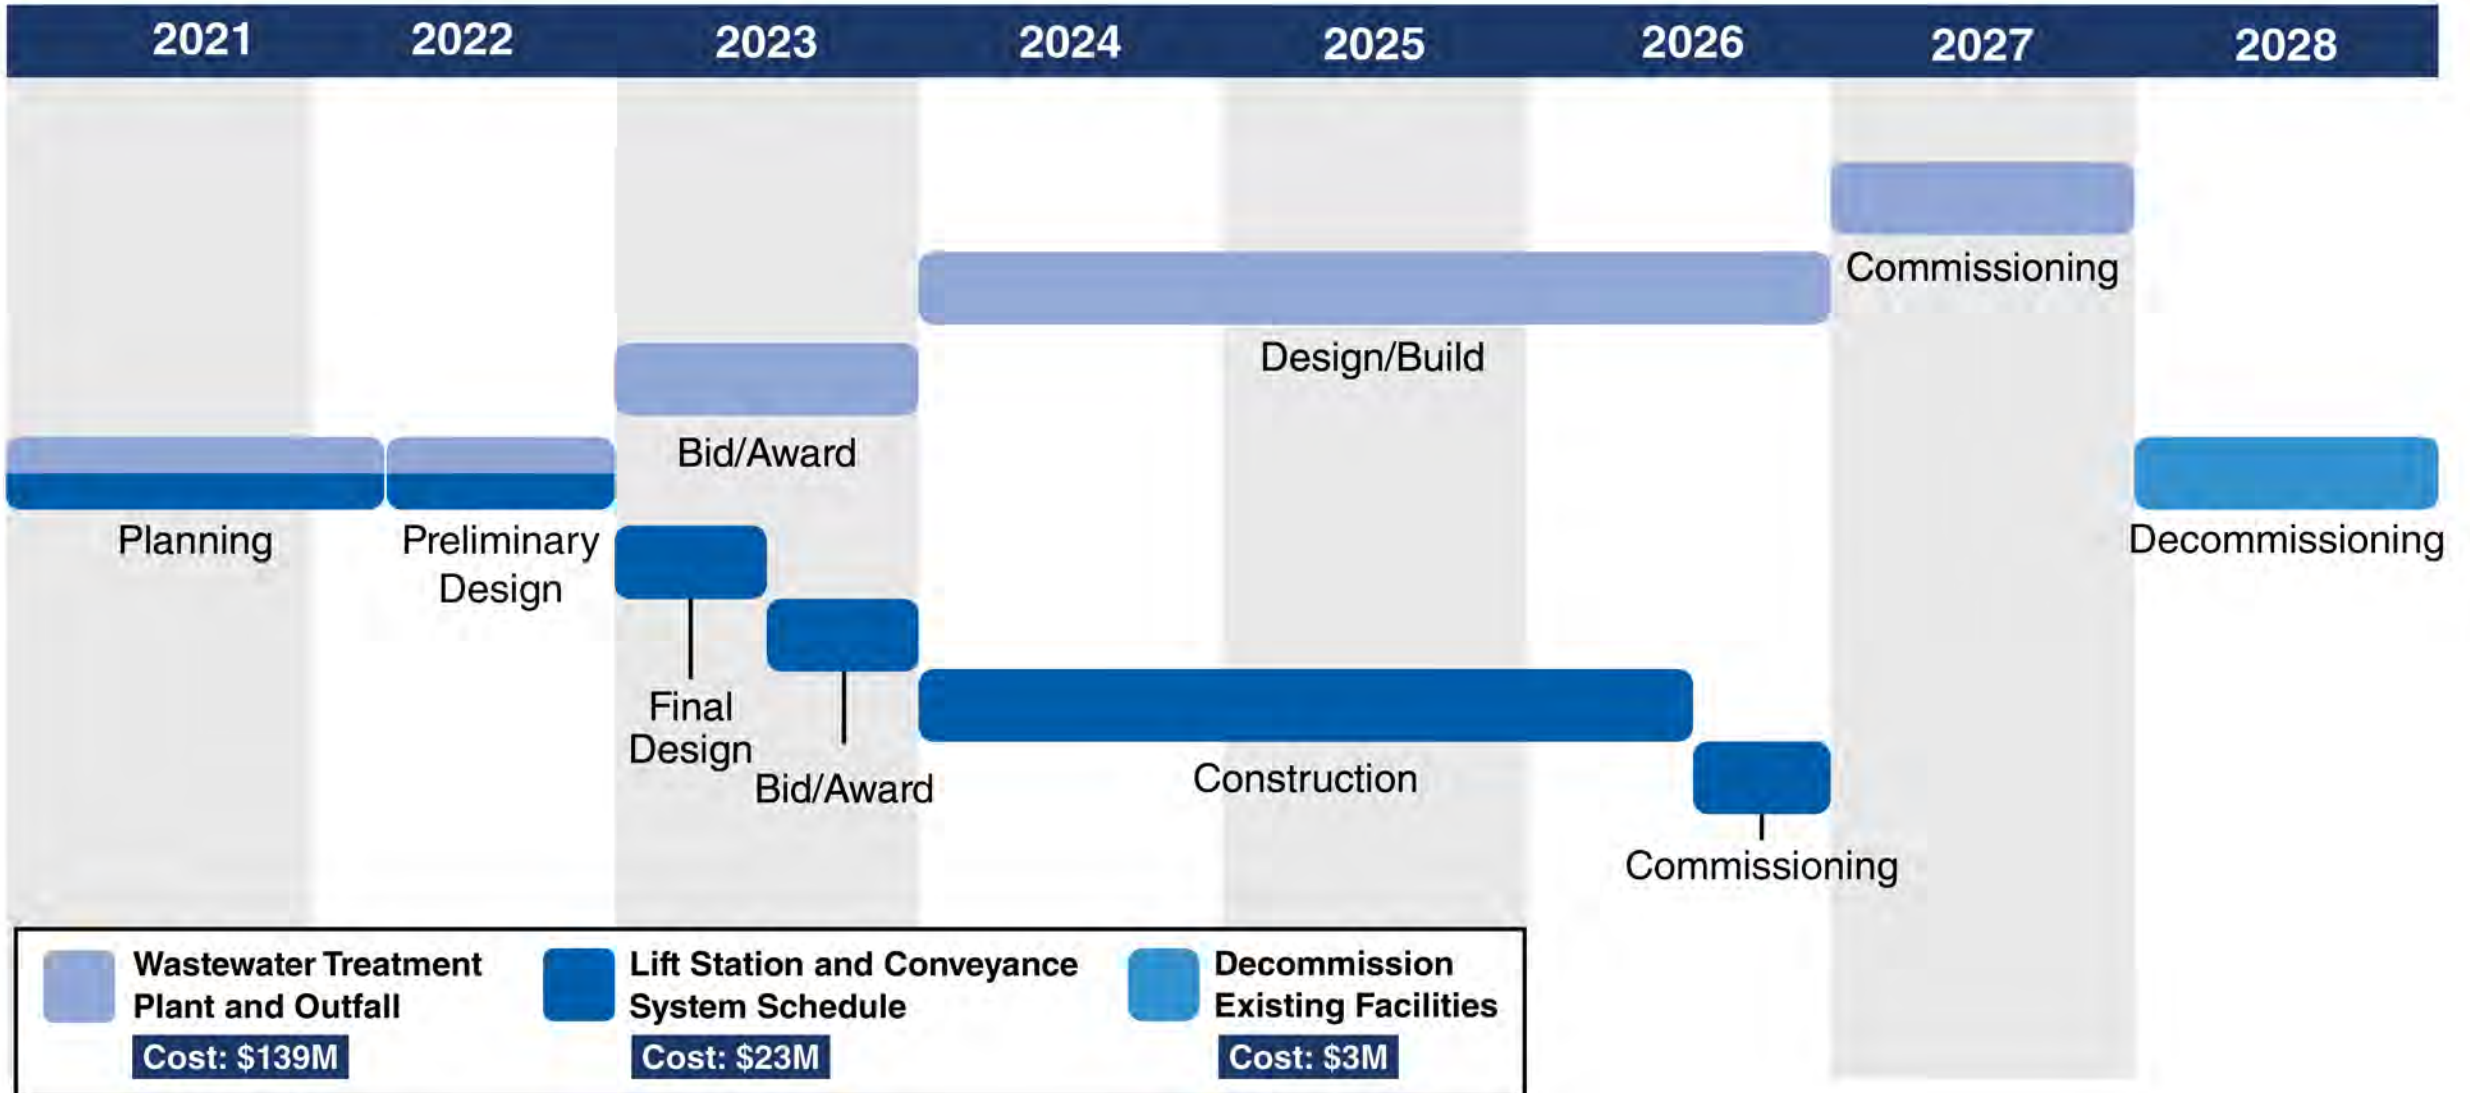 2021 2022 2023 2024 2025 2026 2027 2028
Commissioning
Design/Build
Bid/Award
Planning
Preliminary
Design
Decommissioning
Final
Design
Bid/Award
Construction
Commissioning
Wastewater Treatment
Plant and Outfall
Cost: $139M
Lift Station and Conveyance
System Schedule
Cost: $23M
Decommission
Existing Facilities
Cost: $3M